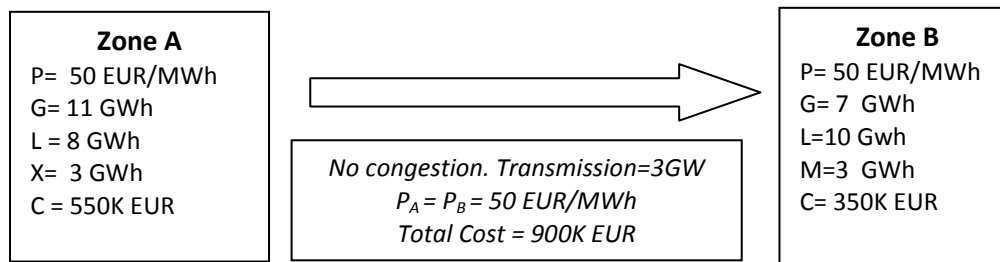 Zone A
P= 50 EUR/MWh
G= 11 GWh
L = 8 GWh
X= 3 GWh
C = 550K EUR
No congestion. Transmission=3GW
PA = PB = 50 EUR/MWh
Total Cost = 900K EUR
Zone B
P= 50 EUR/MWh
G= 7 GWh
L=10 Gwh
M=3 GWh
C= 350K EUR